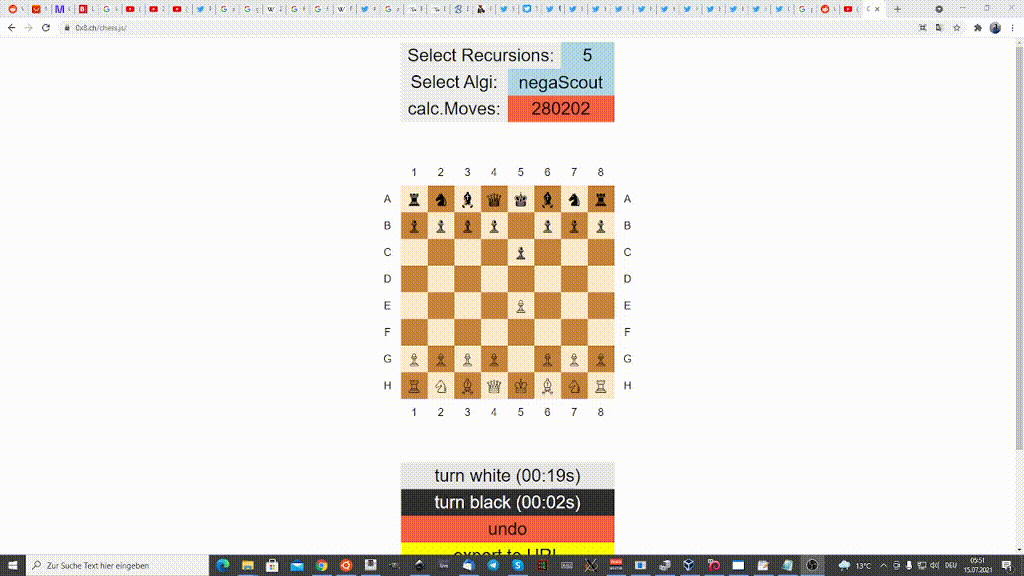 0x8.ch/chess.js/
Select Recursions: 5
Select Algi: negaScout
calc.Moves: 280202
1 2 3 4 5 6 7 8
A A
B B
C C
D D
E E
F F
G G
H H
1 2 3 4 5 6 7 8
turn white (00:19s)
turn black (00:02s)
undo
export to URL
Zur Suche Text hier eingeben
13°C
DEU
05:51
15.07.2021